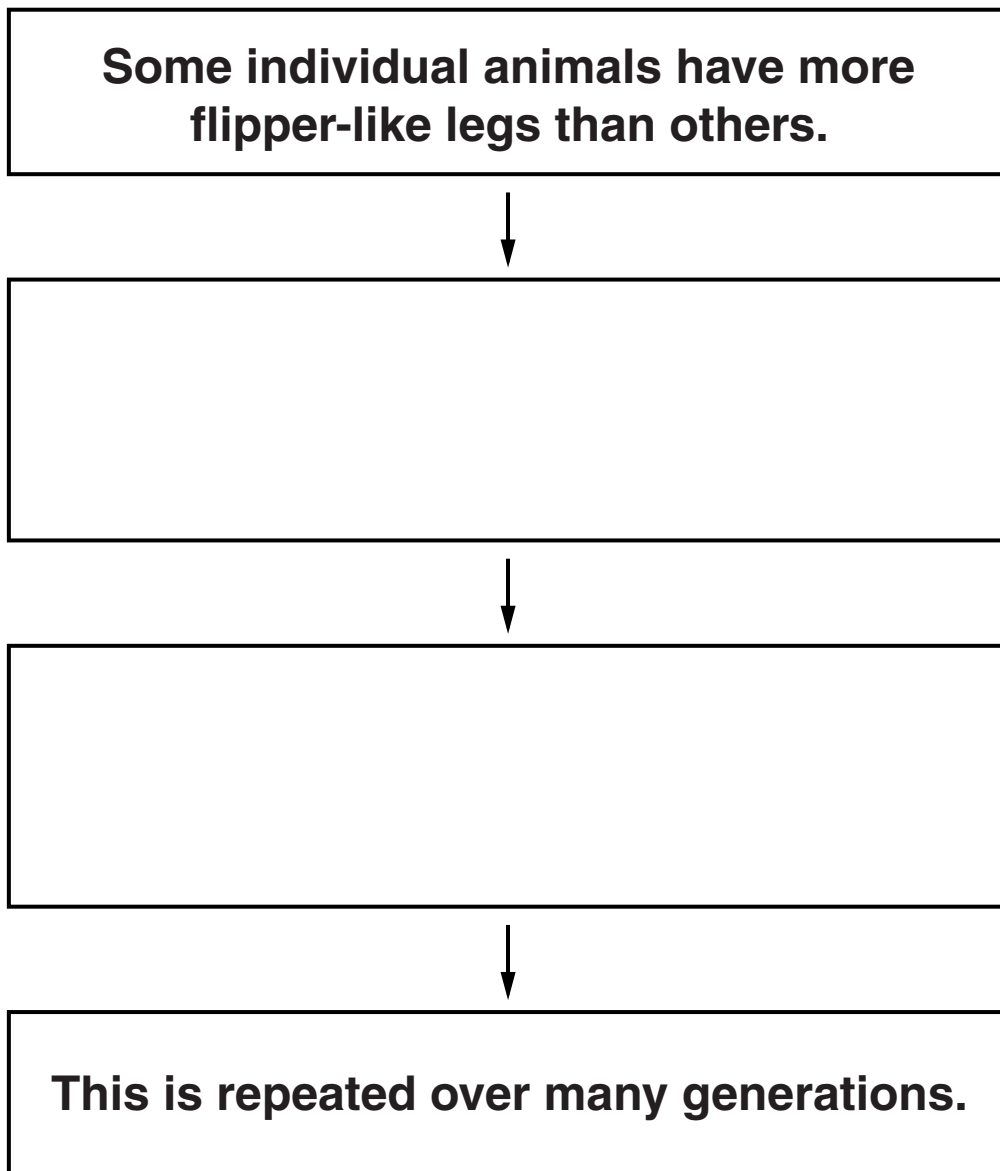 Some individual animals have more
flipper-like legs than others.
This is repeated over many generations.